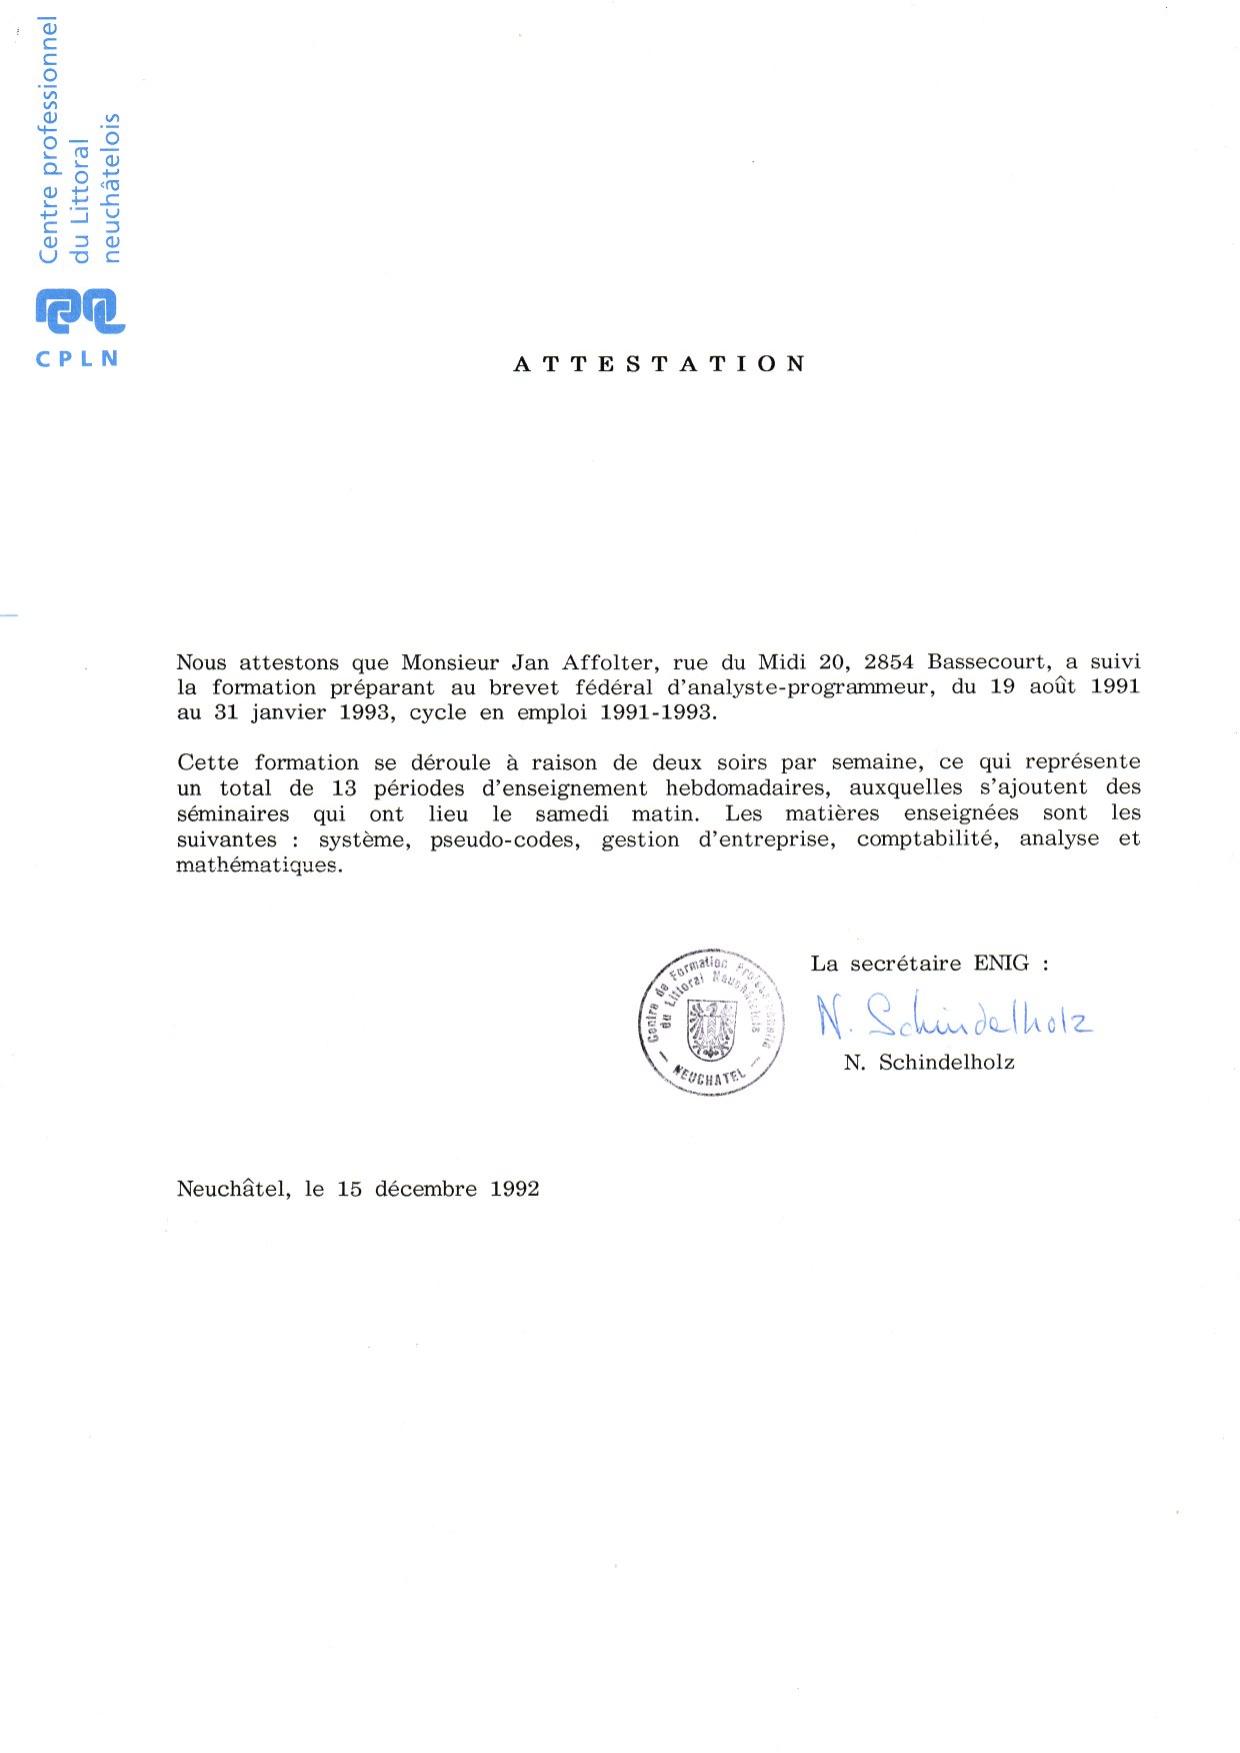 Centre professionnel
du Littoral
neuchâtelois
CPLN
ATTESTATION
Nous attestons que Monsieur Jan Affolter, rue du Midi 20, 2854 Bassecourt, a suivi
la formation préparant au brevet fédéral d'analyste-programmeur, du 19 août 1991
au 31 janvier 1993, cycle en emploi 1991-1993.
Cette formation se déroule à raison de deux soirs par semaine, ce qui représente
un total de 13 périodes d'enseignement hebdomadaires, auxquelles s'ajoutent des
séminaires qui ont lieu le samedi matin. Les matières enseignées sont les
suivantes : système, pseudo-codes, gestion d'entreprise, comptabilité, analyse et
mathématiques.
Centre de Formation Professionnelle
du Littoral Neuchâtelois
— NEUCHATEL —
La secrétaire ENIG :
N. Schindelholz
N. Schindelholz
Neuchâtel, le 15 décembre 1992